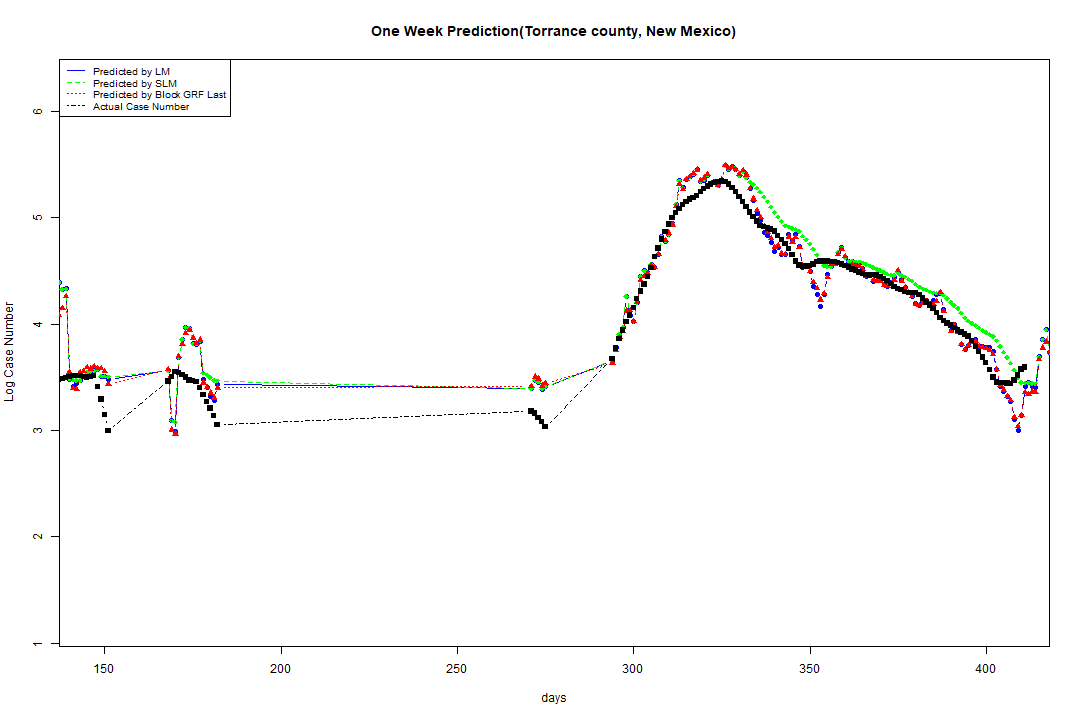 One Week Prediction(Torrance county, New Mexico)
Predicted by LM
Predicted by SLM
Predicted by Block GRF Last
Actual Case Number
6
5
4
3
2
1
Log Case Number
150 200 250 300 350 400
days